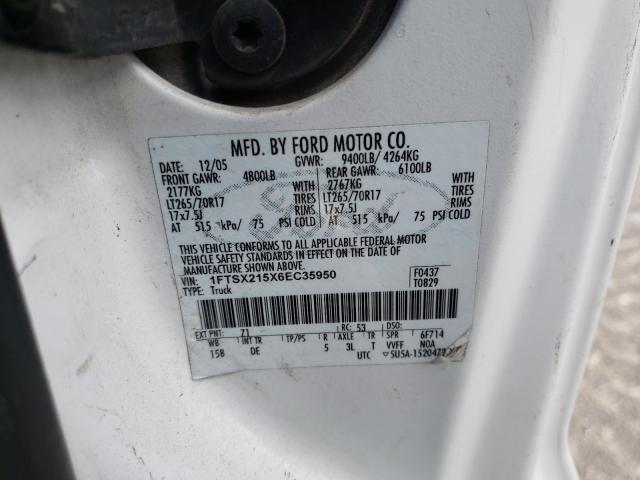 MFD. BY FORD MOTOR CO.
DATE: 12/05 GVWR: 9400LB/ 4264KG
FRONT GAWR: 4800LB REAR GAWR: 6100LB
2177KG WITH 2767KG WITH
LT265/70R17 TIRES LT265/70R17 TIRES
17x7.5J RIMS 17x7.5J RIMS
AT 515 kPa/ 75 PSI COLD AT 515 kPa/ 75 PSI COLD
THIS VEHICLE CONFORMS TO ALL APPLICABLE FEDERAL MOTOR
VEHICLE SAFETY STANDARDS IN EFFECT ON THE DATE OF
MANUFACTURE SHOWN ABOVE.
VIN: 1FTSX215X6EC35950 F0437
TYPE: Truck T0829
EXT PNT: Z1 RC: 53 DSO:
WB INT TR TP/PS R AXLE TR SPR 6F714
158 DE 5 3L T VVFF NOA
UTC